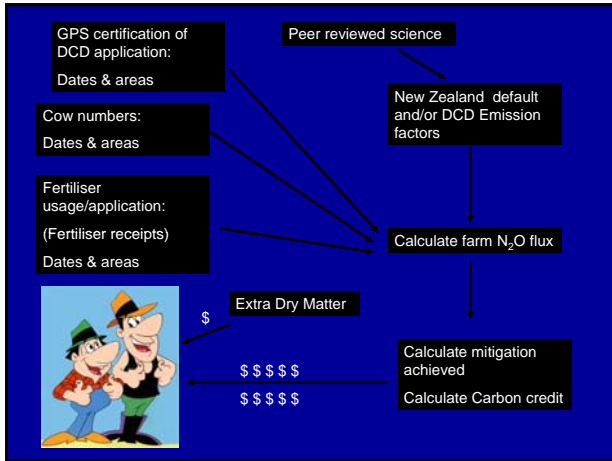 GPS certification of
DCD application:
Dates & areas
Peer reviewed science
New Zealand default
and/or DCD Emission
factors
Cow numbers:
Dates & areas
Fertiliser
usage/application:
(Fertiliser receipts)
Dates & areas
Calculate farm N₂O flux
Extra Dry Matter
$
Calculate mitigation
achieved
Calculate Carbon credit
$ $ $ $ $
$ $ $ $ $